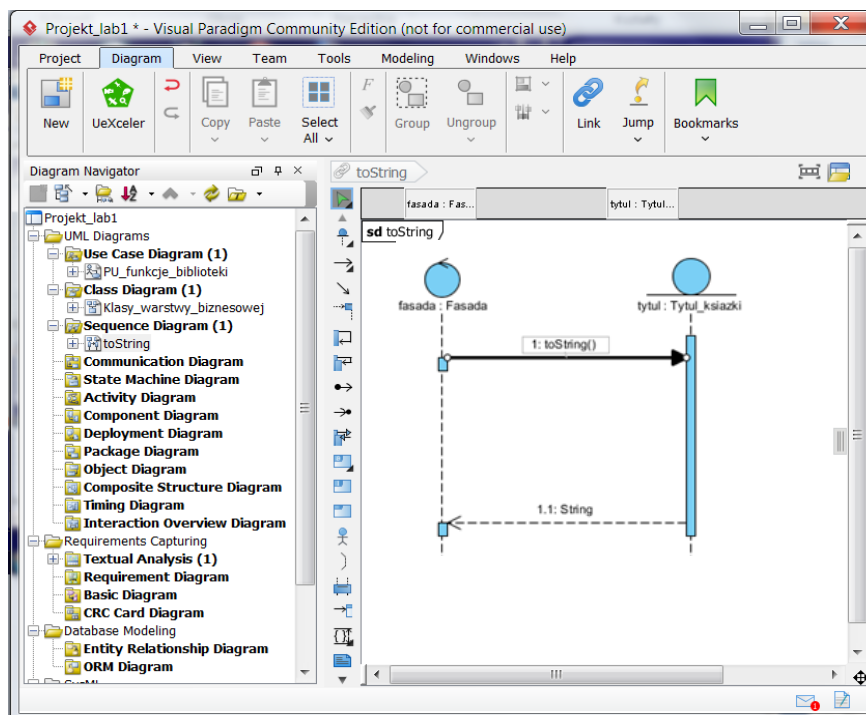 Projekt_lab1 * - Visual Paradigm Community Edition (not for commercial use)
Project Diagram View Team Tools Modeling Windows Help
New UeXceler Copy Paste Select All Group Ungroup Link Jump Bookmarks
Diagram Navigator
toString
Projekt_lab1
UML Diagrams
Use Case Diagram (1)
PU_funkcje_biblioteki
Class Diagram (1)
Klasy_warstwy_biznesowej
Sequence Diagram (1)
toString
Communication Diagram
State Machine Diagram
Activity Diagram
Component Diagram
Deployment Diagram
Package Diagram
Object Diagram
Composite Structure Diagram
Timing Diagram
Interaction Overview Diagram
Requirements Capturing
Textual Analysis (1)
Requirement Diagram
Basic Diagram
CRC Card Diagram
Database Modeling
Entity Relationship Diagram
ORM Diagram
fasada : Fas... tytul : Tytul...
sd toString
fasada : Fasada tytul : Tytul_ksiazki
1: toString()
1.1: String
1